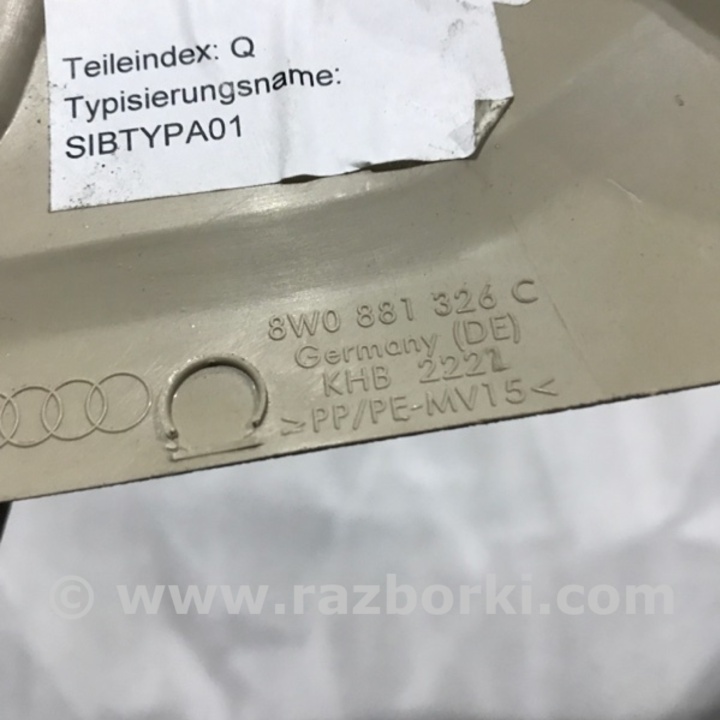 Teileindex: Q
Typisierungsname:
SIBTYPA01
8W0 881 326 C
Germany (DE)
KHB 2221
>PP/PE-MV15<
© www.razborki.com